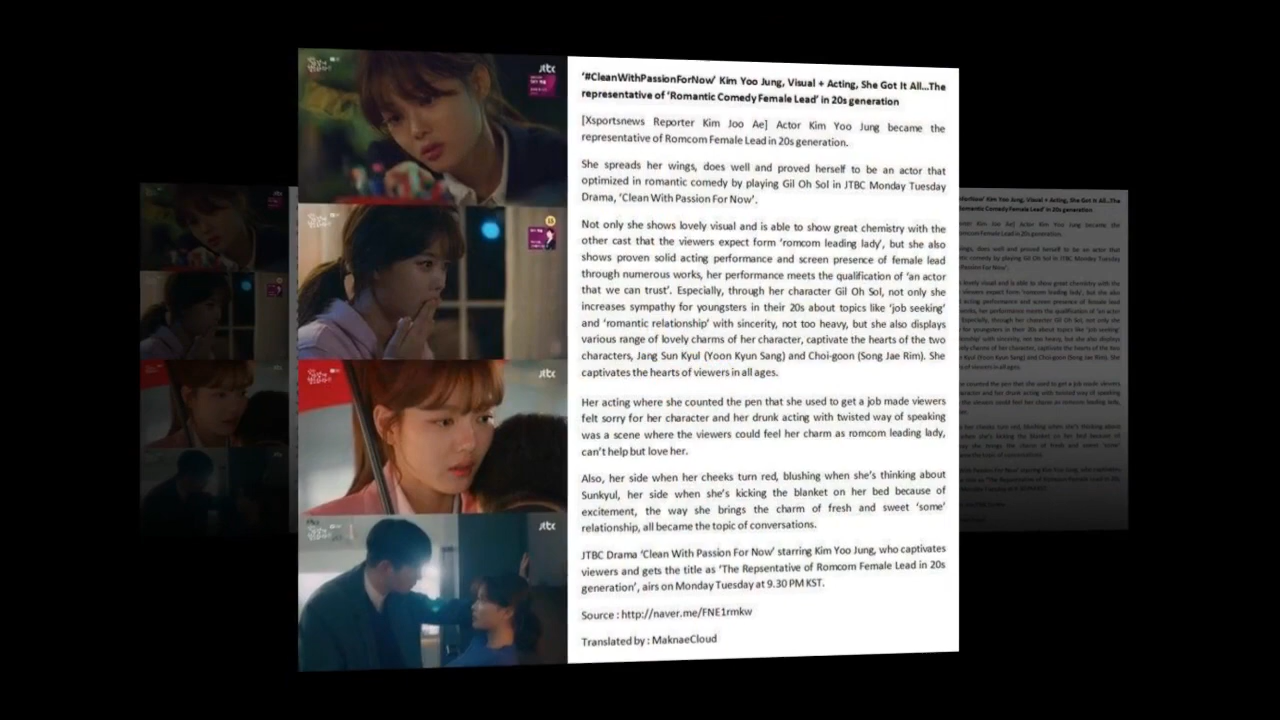 jtbc
jtbc
jtbc
'#CleanWithPassionForNow' Kim Yoo Jung, Visual + Acting, She Got It All...The
representative of 'Romantic Comedy Female Lead' in 20s generation
[Xsportsnews Reporter Kim Joo Ae] Actor Kim Yoo Jung became the
representative of Romcom Female Lead in 20s generation.
She spreads her wings, does well and proved herself to be an actor that
optimized in romantic comedy by playing Gil Oh Sol in JTBC Monday Tuesday
Drama, 'Clean With Passion For Now'.
Not only she shows lovely visual and is able to show great chemistry with the
other cast that the viewers expect form 'romcom leading lady', but she also
shows proven solid acting performance and screen presence of female lead
through numerous works, her performance meets the qualification of 'an actor
that we can trust'. Especially, through her character Gil Oh Sol, not only she
increases sympathy for youngsters in their 20s about topics like 'job seeking'
and 'romantic relationship' with sincerity, not too heavy, but she also displays
various range of lovely charms of her character, captivate the hearts of the two
characters, Jang Sun Kyul (Yoon Kyun Sang) and Choi-goon (Song Jae Rim). She
captivates the hearts of viewers in all ages.
Her acting where she counted the pen that she used to get a job made viewers
felt sorry for her character and her drunk acting with twisted way of speaking
was a scene where the viewers could feel her charm as romcom leading lady,
can't help but love her.
Also, her side when her cheeks turn red, blushing when she's thinking about
Sunkyul, her side when she's kicking the blanket on her bed because of
excitement, the way she brings the charm of fresh and sweet 'some'
relationship, all became the topic of conversations.
JTBC Drama 'Clean With Passion For Now' starring Kim Yoo Jung, who captivates
viewers and gets the title as 'The Repsentative of Romcom Female Lead in 20s
generation', airs on Monday Tuesday at 9.30 PM KST.
Source : http://naver.me/FNE1rmkw
Translated by : MaknaeCloud